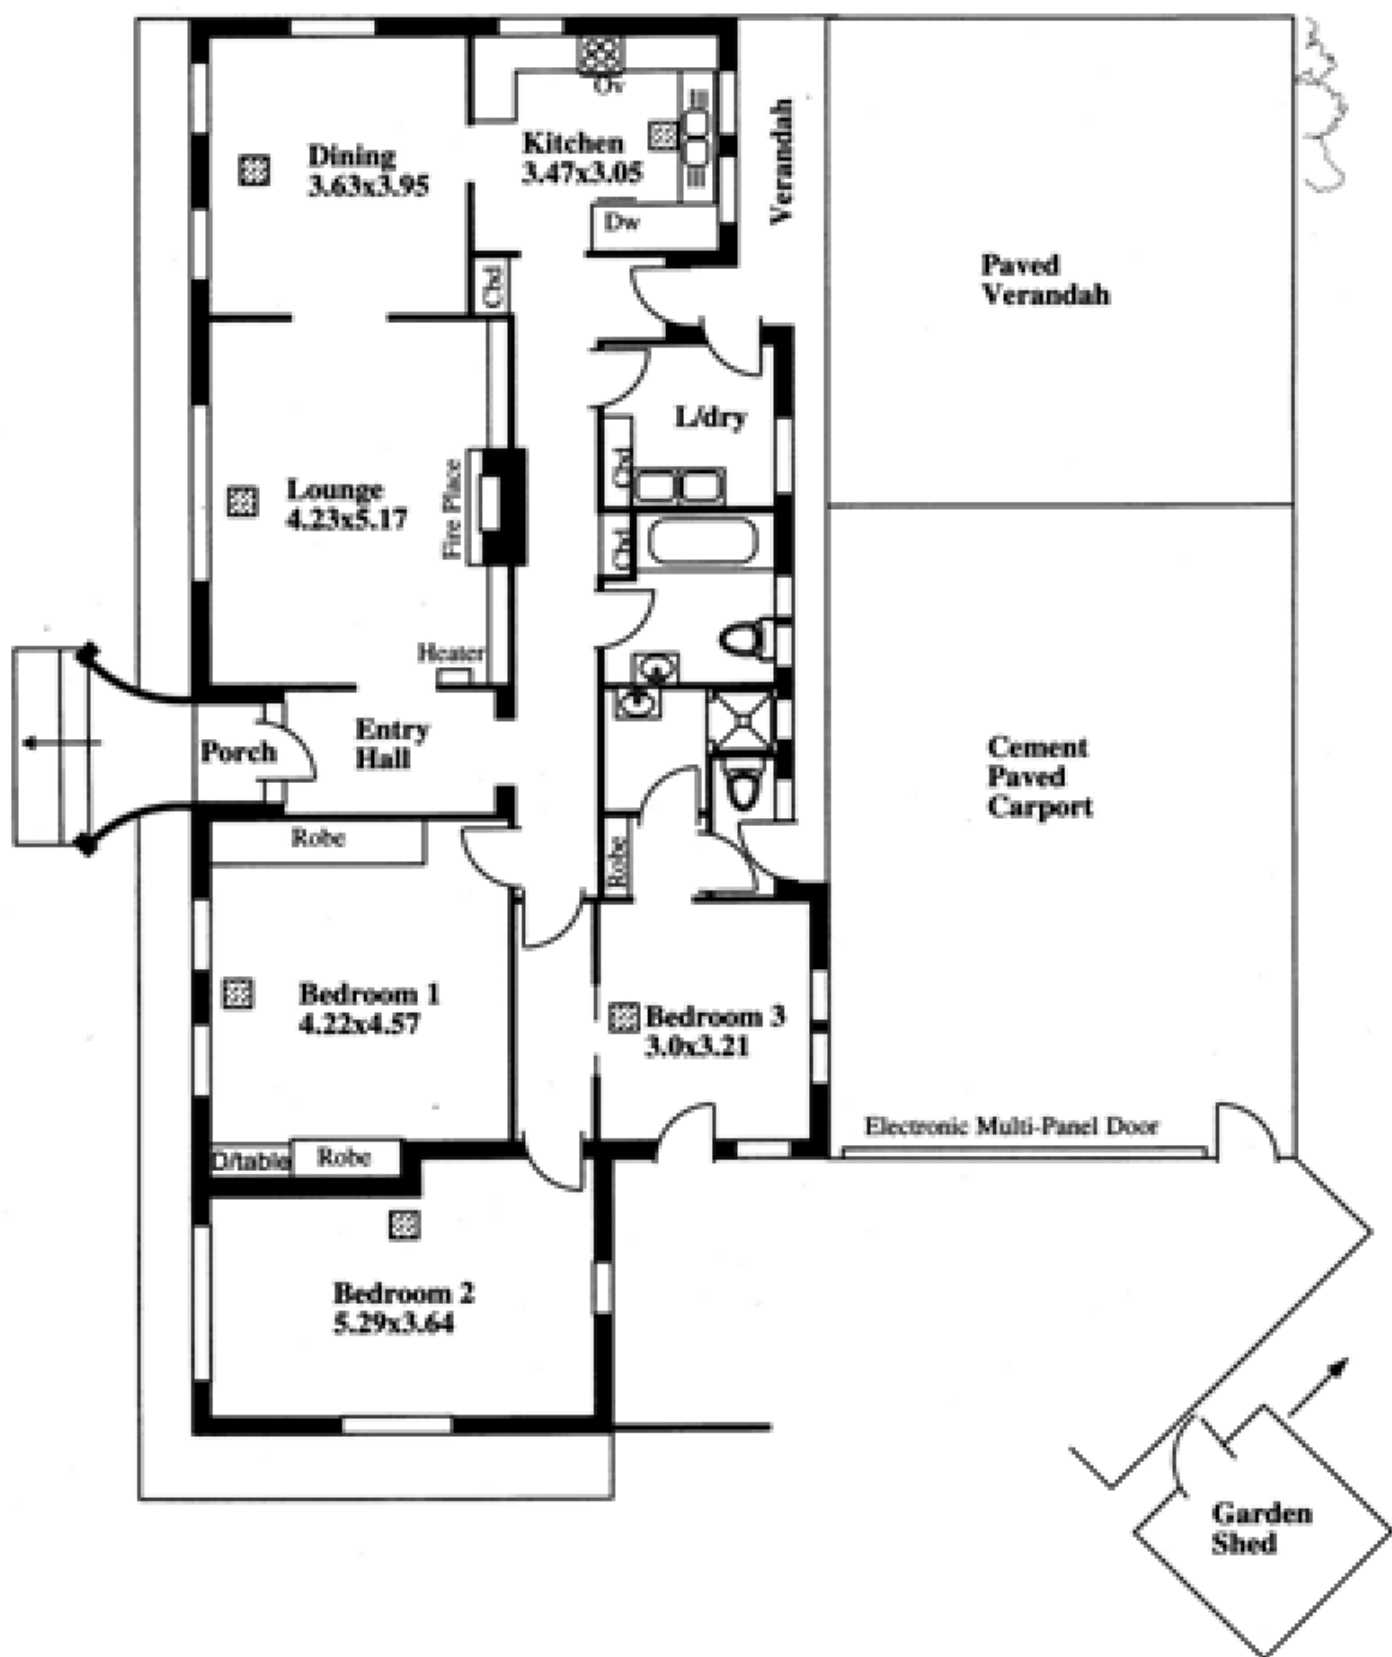 Ov
Kitchen
3.47x3.05
Dining
3.63x3.95
Dw
Verandah
Cbd
Paved
Verandah
L/dry
Cbd
Lounge
4.23x5.17
Fire Place
Cbd
Heater
Entry
Hall
Porch
Cement
Paved
Carport
Robe
Robe
Bedroom 1
4.22x4.57
Bedroom 3
3.0x3.21
Electronic Multi-Panel Door
D/table
Robe
Bedroom 2
5.29x3.64
Garden
Shed